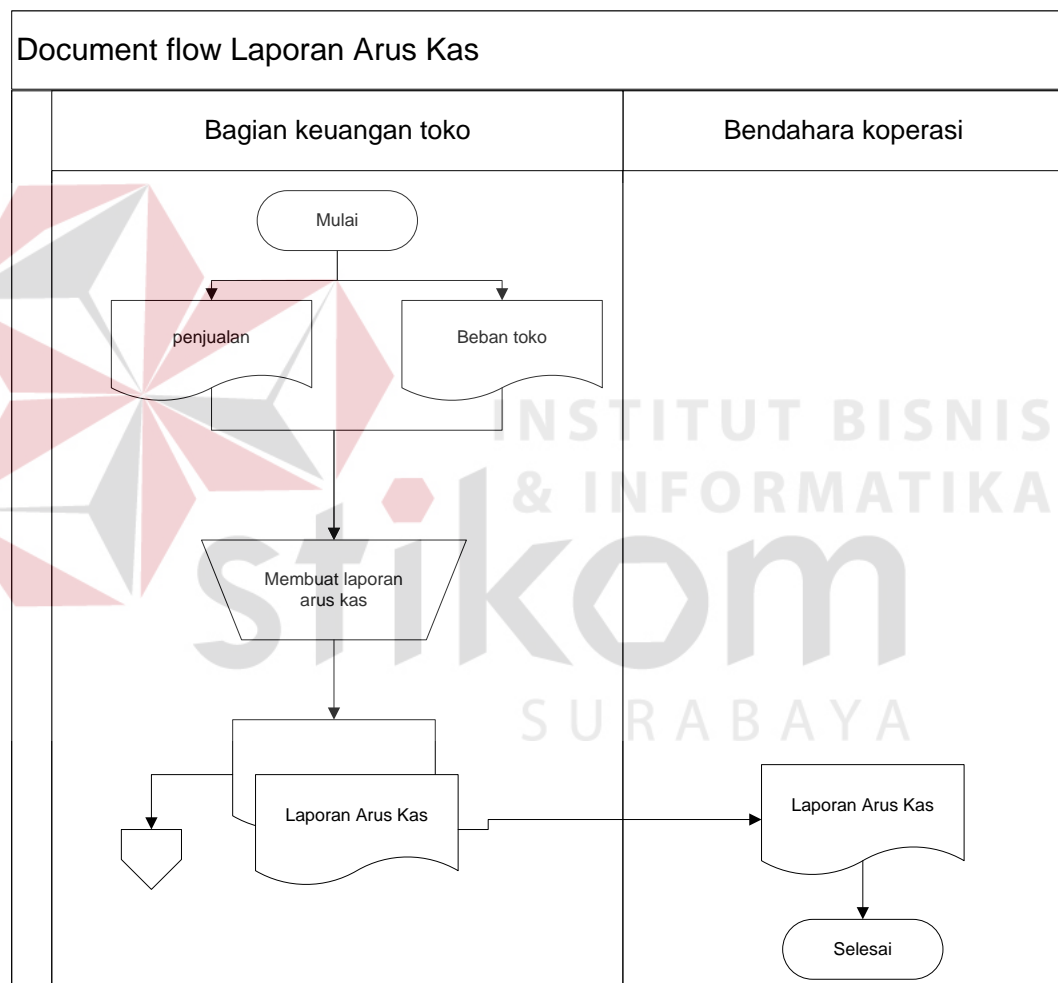 Document flow Laporan Arus Kas
Bagian keuangan toko
Bendahara koperasi
Mulai
penjualan
Beban toko
INSTITUT BISNIS
& INFORMATIKA
stikom
SURABAYA
Membuat laporan
arus kas
Laporan Arus Kas
Laporan Arus Kas
Selesai